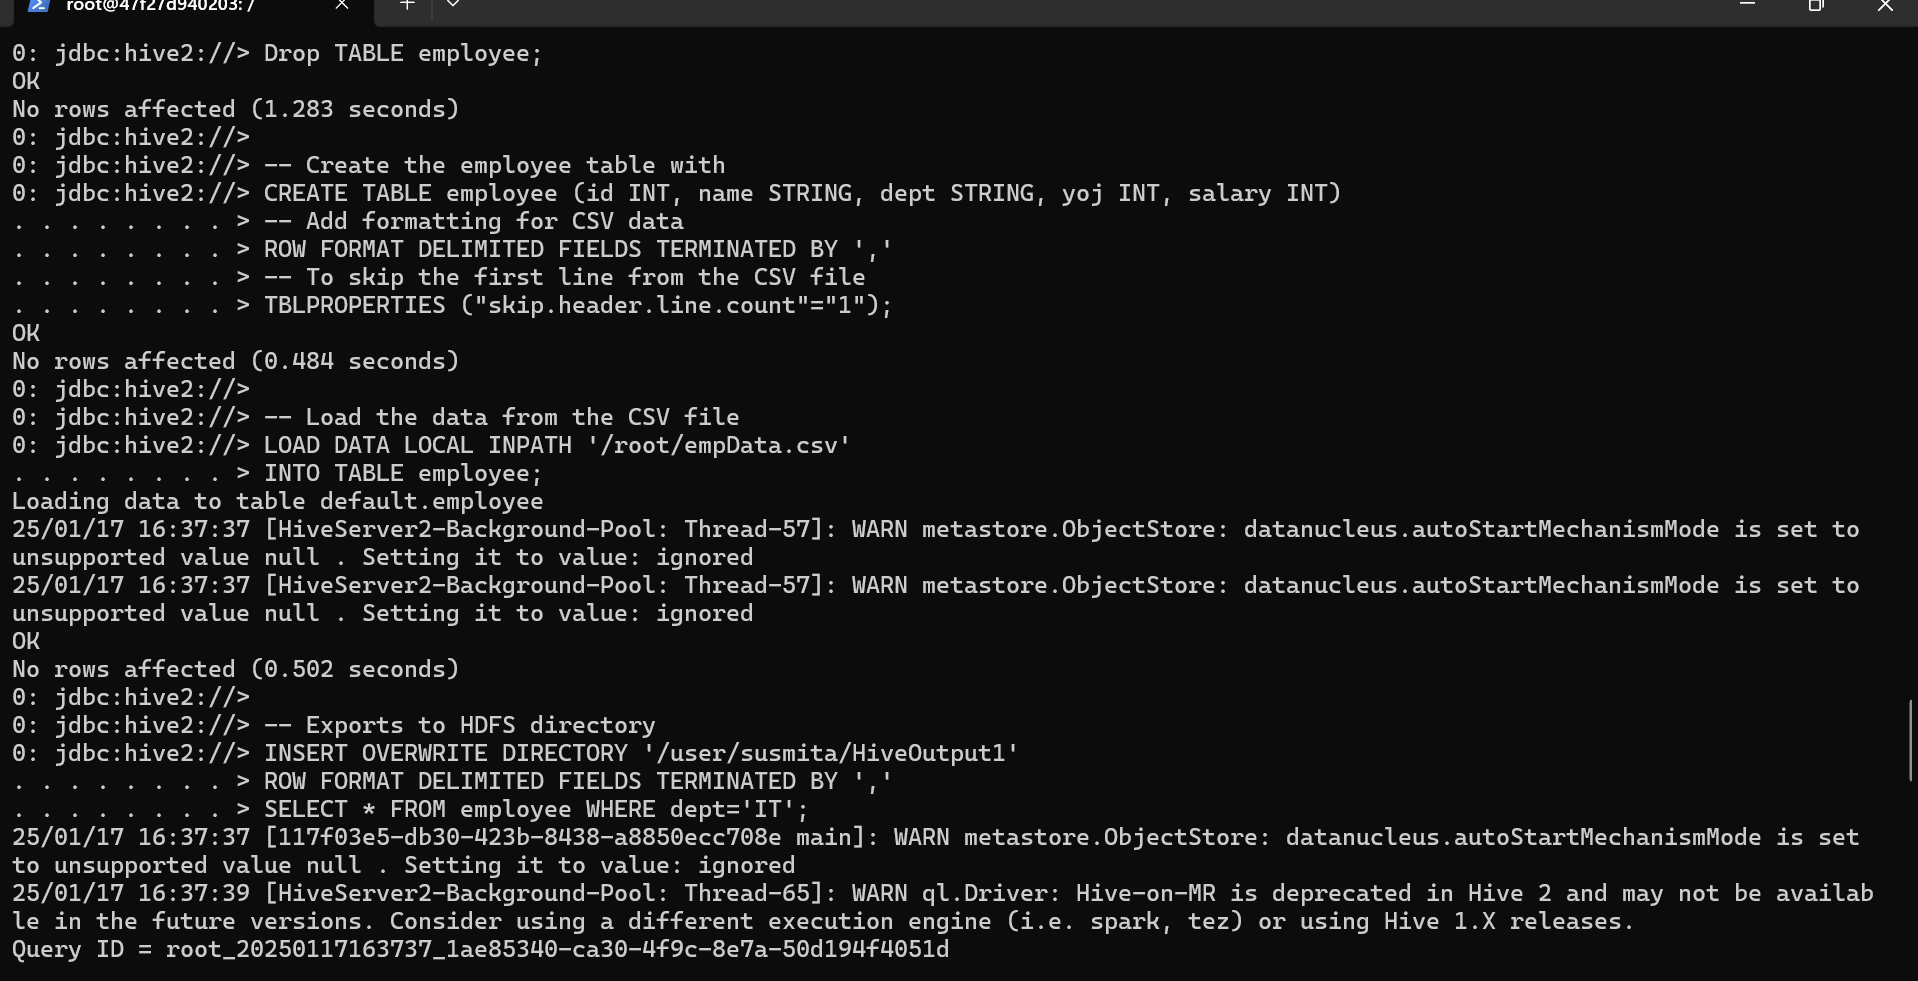 root@47f27d940203: /
0: jdbc:hive2://> Drop TABLE employee;
OK
No rows affected (1.283 seconds)
0: jdbc:hive2://>
0: jdbc:hive2://> -- Create the employee table with
0: jdbc:hive2://> CREATE TABLE employee (id INT, name STRING, dept STRING, yoj INT, salary INT)
. . . . . . . . > -- Add formatting for CSV data
. . . . . . . . > ROW FORMAT DELIMITED FIELDS TERMINATED BY ','
. . . . . . . . > -- To skip the first line from the CSV file
. . . . . . . . > TBLPROPERTIES ("skip.header.line.count"="1");
OK
No rows affected (0.484 seconds)
0: jdbc:hive2://>
0: jdbc:hive2://> -- Load the data from the CSV file
0: jdbc:hive2://> LOAD DATA LOCAL INPATH '/root/empData.csv'
. . . . . . . . > INTO TABLE employee;
Loading data to table default.employee
25/01/17 16:37:37 [HiveServer2-Background-Pool: Thread-57]: WARN metastore.ObjectStore: datanucleus.autoStartMechanismMode is set to
unsupported value null . Setting it to value: ignored
25/01/17 16:37:37 [HiveServer2-Background-Pool: Thread-57]: WARN metastore.ObjectStore: datanucleus.autoStartMechanismMode is set to
unsupported value null . Setting it to value: ignored
OK
No rows affected (0.502 seconds)
0: jdbc:hive2://>
0: jdbc:hive2://> -- Exports to HDFS directory
0: jdbc:hive2://> INSERT OVERWRITE DIRECTORY '/user/susmita/HiveOutput1'
. . . . . . . . > ROW FORMAT DELIMITED FIELDS TERMINATED BY ','
. . . . . . . . > SELECT * FROM employee WHERE dept='IT';
25/01/17 16:37:37 [117f03e5-db30-423b-8438-a8850ecc708e main]: WARN metastore.ObjectStore: datanucleus.autoStartMechanismMode is set
to unsupported value null . Setting it to value: ignored
25/01/17 16:37:39 [HiveServer2-Background-Pool: Thread-65]: WARN ql.Driver: Hive-on-MR is deprecated in Hive 2 and may not be availab
le in the future versions. Consider using a different execution engine (i.e. spark, tez) or using Hive 1.X releases.
Query ID = root_20250117163737_1ae85340-ca30-4f9c-8e7a-50d194f4051d